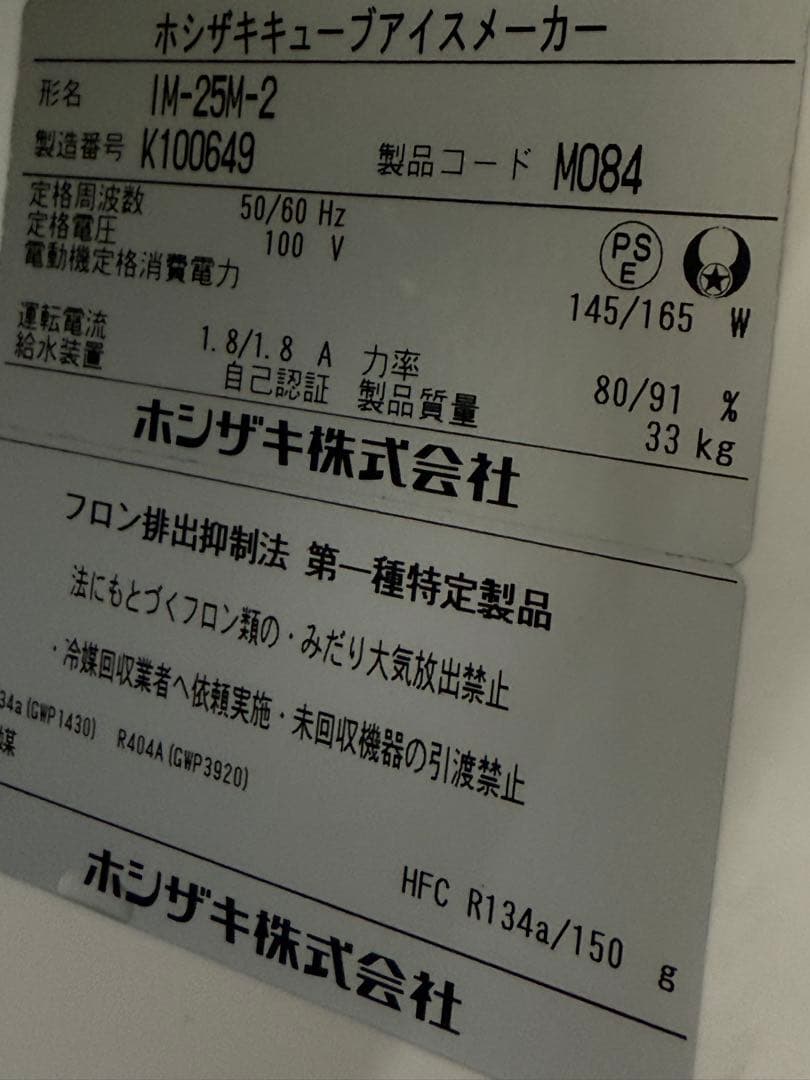 ホシザキキューブアイスメーカー
形名 IM-25M-2
製造番号 K100649 製品コード M084
定格周波数 50/60 Hz
定格電圧 100 V
PS E
電動機定格消費電力 145/165 W
運転電流 1.8/1.8 A 力率 80/91 %
給水装置 自己認証 製品質量 33 kg
ホシザキ株式会社
フロン排出抑制法 第一種特定製品
法にもとづくフロン類の・みだり大気放出禁止
・冷媒回収業者へ依頼実施・未回収機器の引渡禁止
34a(GWP1430) R404A(GWP3920)
媒 HFC R134a/150 g
ホシザキ株式会社